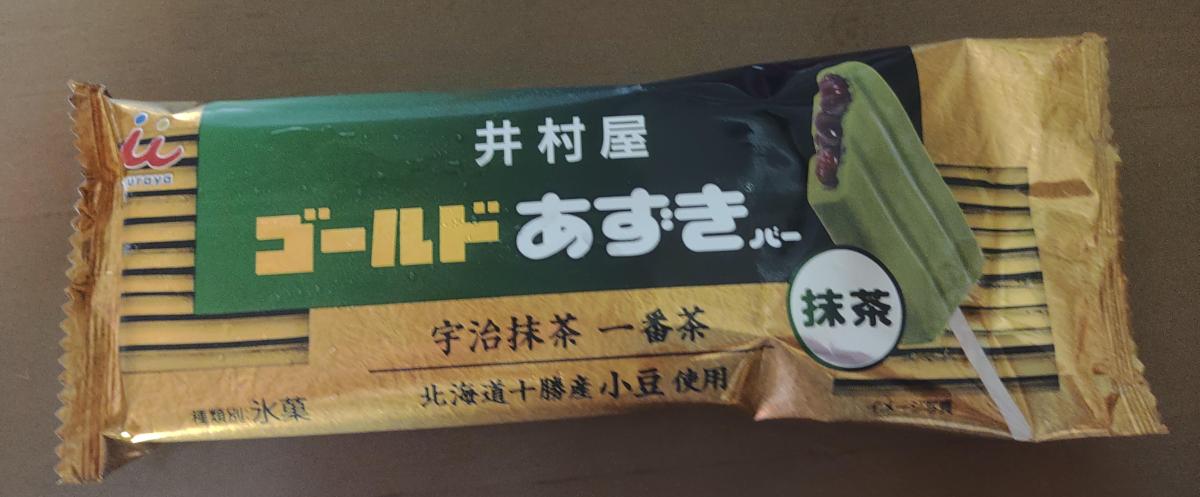 井村屋
ゴールドあずきバー
抹茶
宇治抹茶 一番茶
北海道十勝産小豆使用
種類別 氷菓
イメージ写真